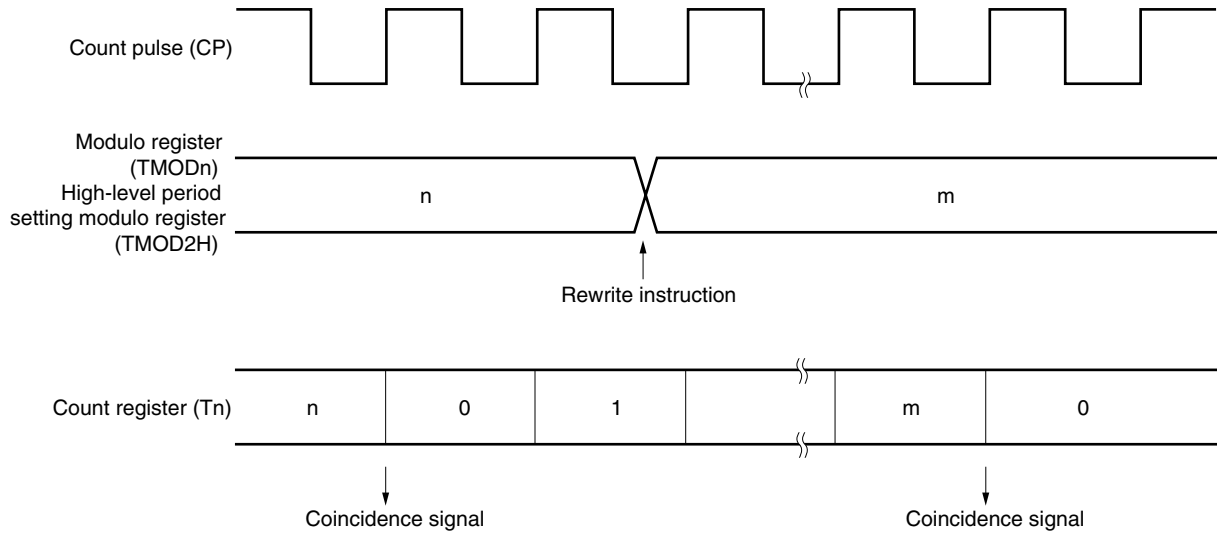 Count pulse (CP)
Modulo register
(TMODn)
High-level period
setting modulo register
(TMOD2H)
n
m
Rewrite instruction
Count register (Tn)
n
0
1
m
0
Coincidence signal
Coincidence signal